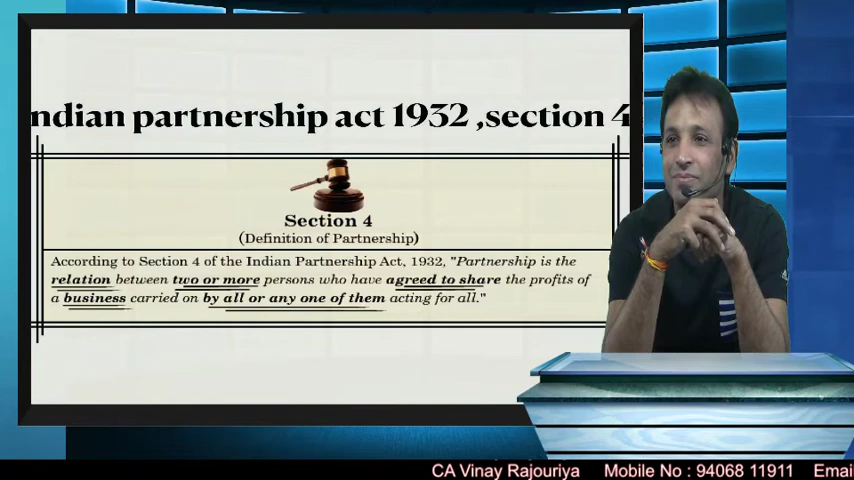 ndian partnership act 1932 ,section 4
Section 4
(Definition of Partnership)
According to Section 4 of the Indian Partnership Act, 1932, "Partnership is the
relation between two or more persons who have agreed to share the profits of
a business carried on by all or any one of them acting for all."
CA Vinay Rajouriya Mobile No : 94068 11911 Emai